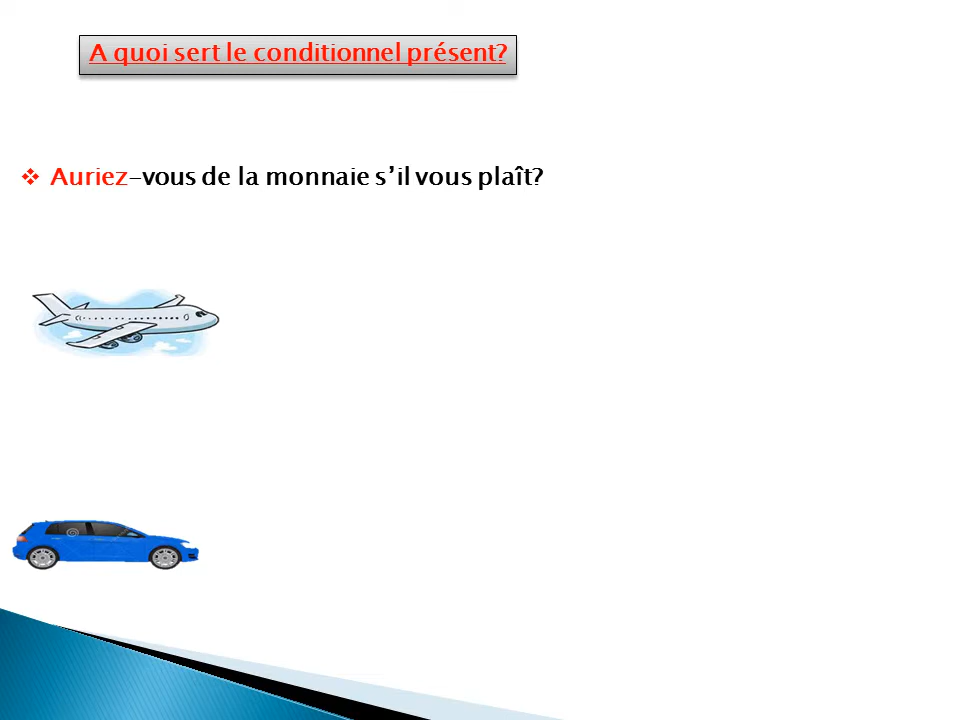 A quoi sert le conditionnel présent?
❖ Auriez-vous de la monnaie s’il vous plaît?